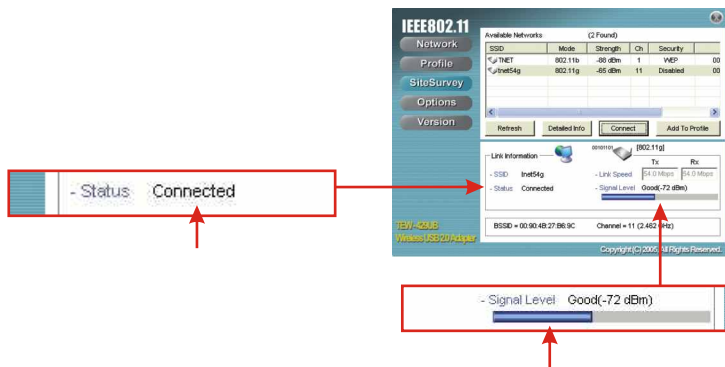 IEEE802.11
Network
Profile
SiteSurvey
Options
Version
Available Networks (2 Found)
SSID Mode Strength Ch Security
TNET 802.11b -88 dBm 1 WEP 00
tnet54g 802.11g -65 dBm 11 Disabled 00
Refresh Detailed Info Connect Add To Profile
Link Information 00101101 [802.11g]
Tx Rx
- SSID tnet54g - Link Speed 54.0 Mbps 54.0 Mbps
- Status Connected - Signal Level Good(-72 dBm)
BSSID = 00:90:4B:27:B6:9C Channel = 11 (2.462 GHz)
TEW-429UB
Wireless USB 2.0 Adapter
Copyright (C) 2005, All Rights Reserved.
- Status Connected
- Signal Level Good(-72 dBm)